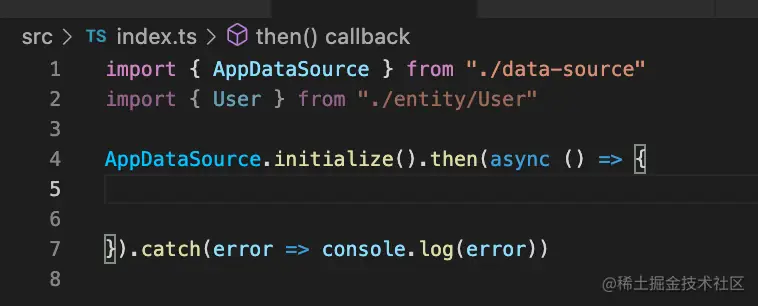 src > TS index.ts > then() callback
1 import { AppDataSource } from "./data-source"
2 import { User } from "./entity/User"
3
4 AppDataSource.initialize().then(async () => {
5
6
7 }).catch(error => console.log(error))
8
@稀土掘金技术社区